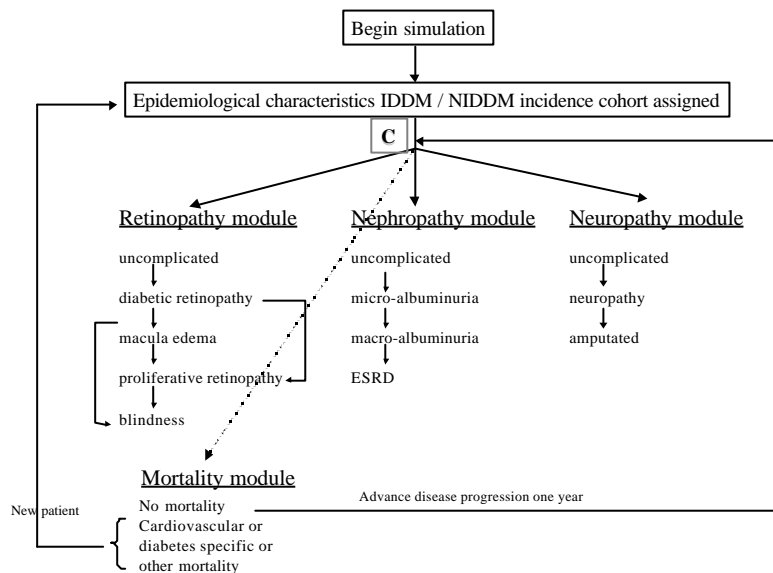 Begin simulation
Epidemiological characteristics IDDM / NIDDM incidence cohort assigned
C
Retinopathy module
uncomplicated
diabetic retinopathy
macula edema
proliferative retinopathy
blindness
Nephropathy module
uncomplicated
micro-albuminuria
macro-albuminuria
ESRD
Neuropathy module
uncomplicated
neuropathy
amputated
Mortality module
No mortality
Cardiovascular or
diabetes specific or
other mortality
New patient
Advance disease progression one year